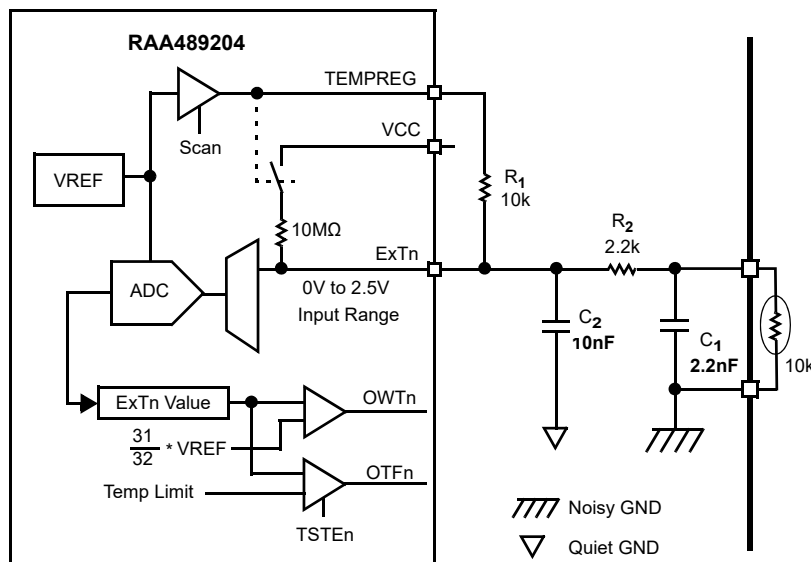 RAA489204
TEMPREG
VCC
Scan
VREF
R1
10k
R2
2.2k
10MΩ
ExTn
ADC
0V to 2.5V
Input Range
C2
10nF
C1
2.2nF
10k
ExTn Value
OWTn
31
32
* VREF
OTFn
Temp Limit
TSTEn
Noisy GND
Quiet GND